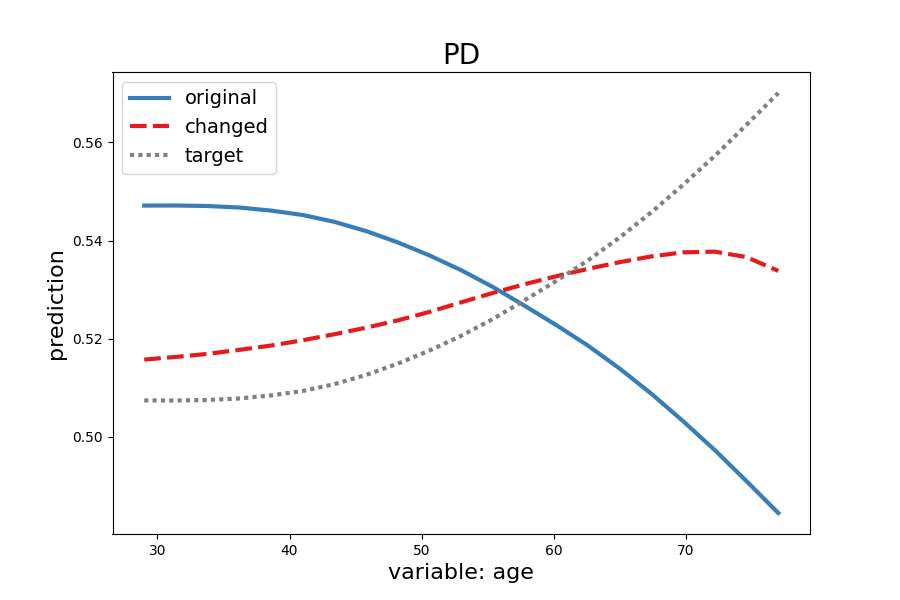 PD
original
changed
target
0.56
0.54
0.52
0.50
prediction
30 40 50 60 70
variable: age